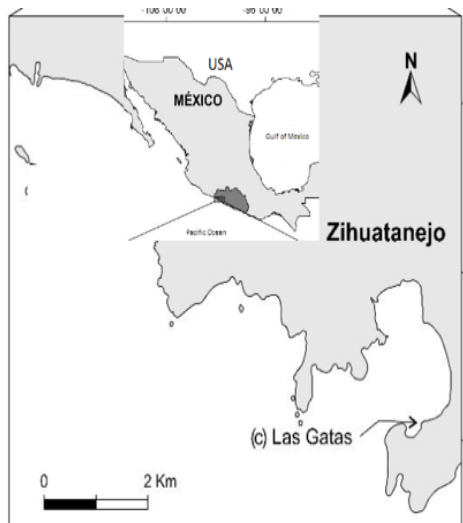 USA
N
MÉXICO
Gulf of Mexico
Pacific Ocean
Zihuatanejo
(c) Las Gatas
0 2 Km